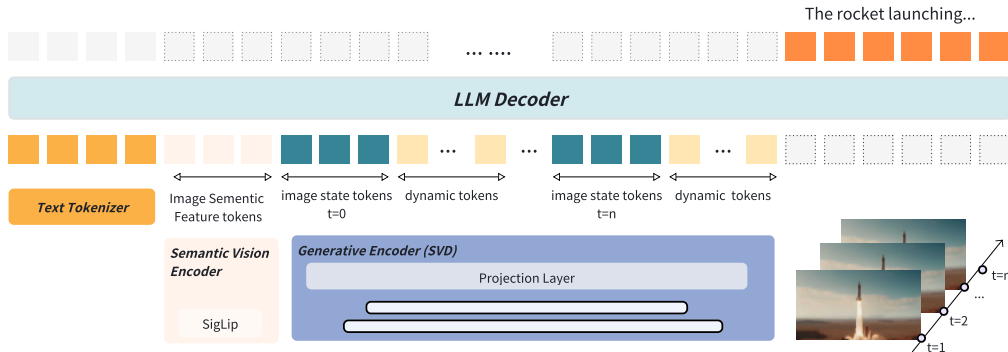 The rocket launching...
... ....
LLM Decoder
... ... ...
Image Sementic
Feature tokens
image state tokens
t=0
dynamic tokens
image state tokens
t=n
dynamic tokens
Text Tokenizer
Semantic Vision
Encoder
SigLip
Generative Encoder (SVD)
Projection Layer
t=n
...
t=2
t=1